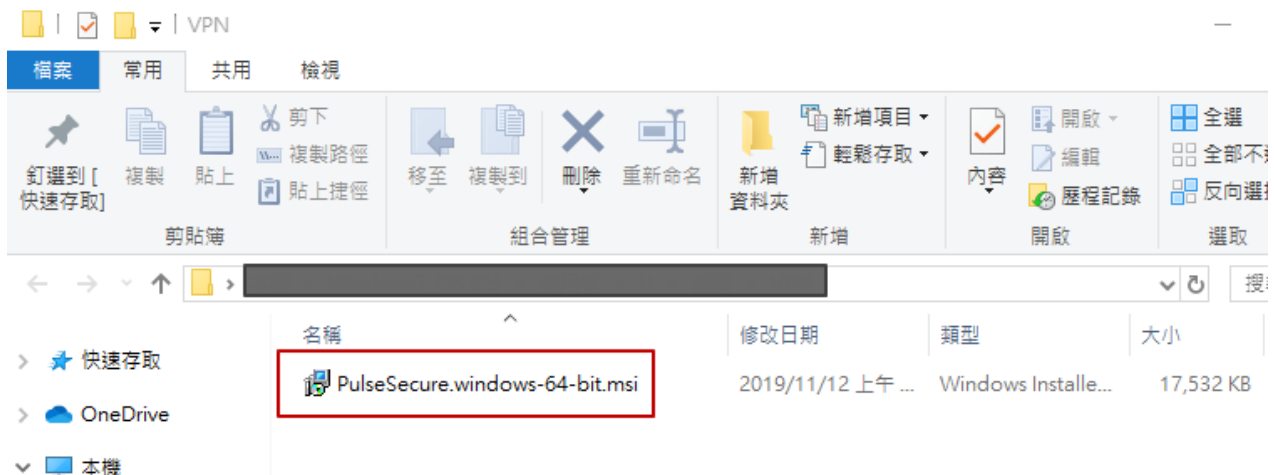 VPN
檔案 常用 共用 檢視
釘選到 [
快速存取]
複製
貼上
剪下
複製路徑
貼上捷徑
剪貼簿
移至
複製到
刪除
重新命名
組合管理
新增
資料夾
新增項目
輕鬆存取
新增
內容
開啟
編輯
歷程記錄
開啟
全選
全部不
反向選
選取
名稱 修改日期 類型 大小
快速存取
PulseSecure.windows-64-bit.msi 2019/11/12 上午 ... Windows Installe... 17,532 KB
OneDrive
本機